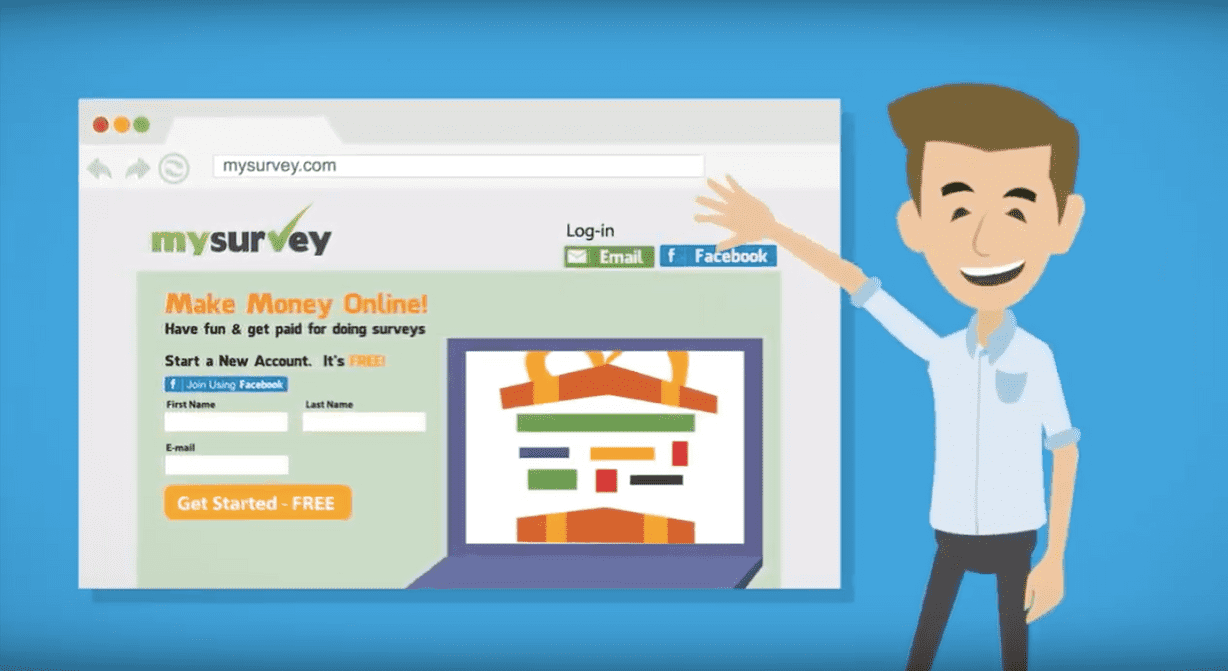 mysurvey.com
mysurvey
Log-in
Email
f Facebook
Make Money Online!
Have fun & get paid for doing surveys
Start a New Account. It's FREE!
f Join Using Facebook
First Name Last Name
E-mail
Get Started - FREE